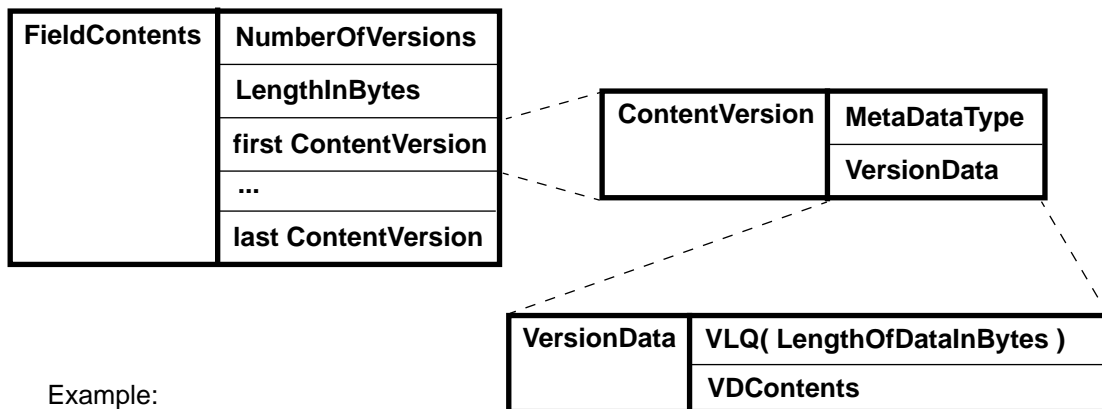 FieldContents
NumberOfVersions
LengthInBytes
first ContentVersion
...
last ContentVersion
ContentVersion
MetaDataType
VersionData
VersionData
VLQ( LengthOfDataInBytes )
VDContents
Example: